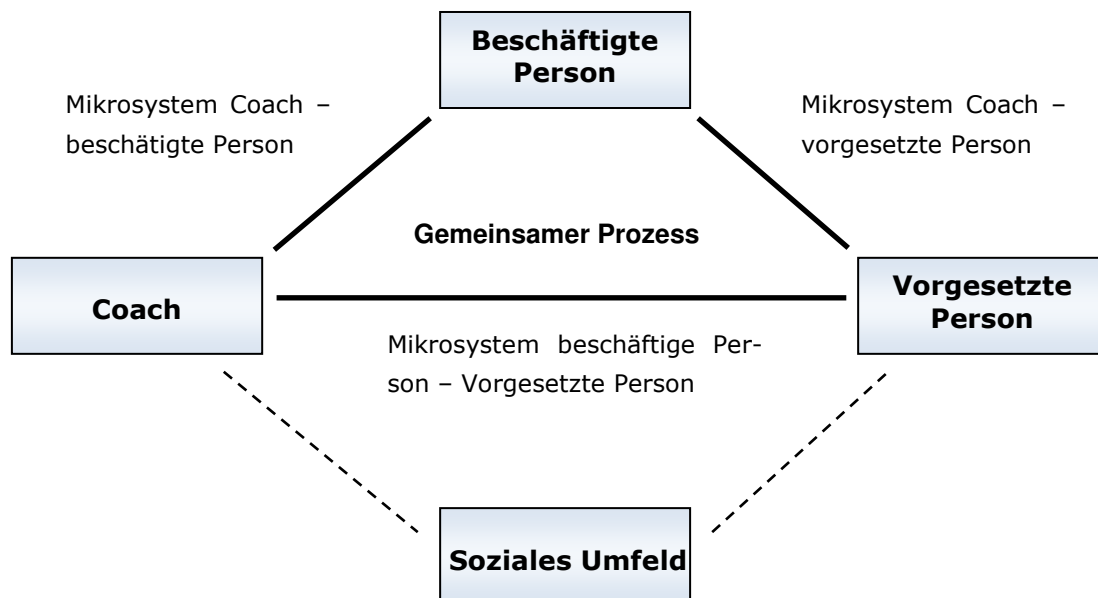 Beschäftigte
Person
Mikrosystem Coach –
beschätigte Person
Mikrosystem Coach –
vorgesetzte Person
Gemeinsamer Prozess
Coach
Vorgesetzte
Person
Mikrosystem beschäftige Per-
son – Vorgesetzte Person
Soziales Umfeld